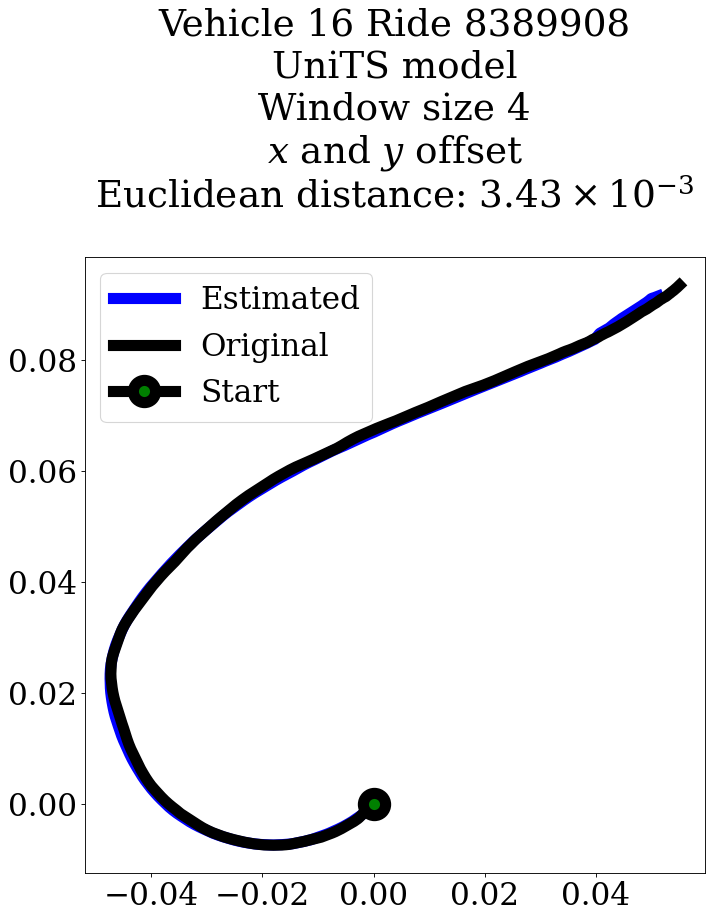 Vehicle 16 Ride 8389908
UniTS model
Window size 4
x and y offset
Euclidean distance: 3.43 × 10⁻³
Estimated
Original
Start
0.08
0.06
0.04
0.02
0.00
−0.04 −0.02 0.00 0.02 0.04